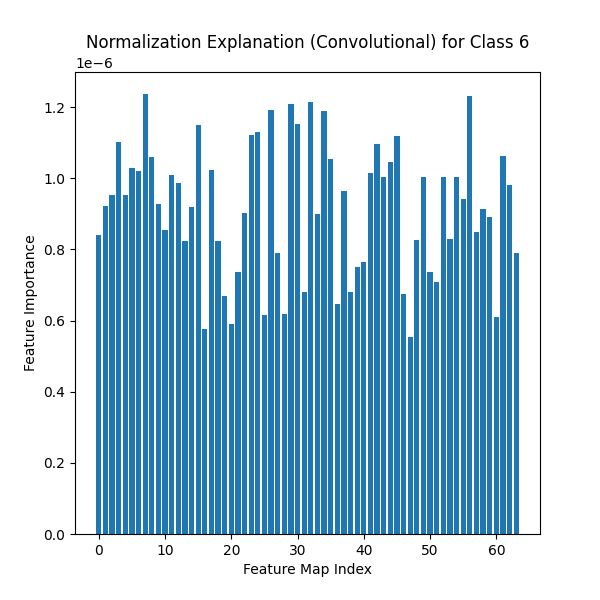 Normalization Explanation (Convolutional) for Class 6
1e−6
1.2
1.0
0.8
0.6
0.4
0.2
0.0
Feature Importance
0 10 20 30 40 50 60
Feature Map Index